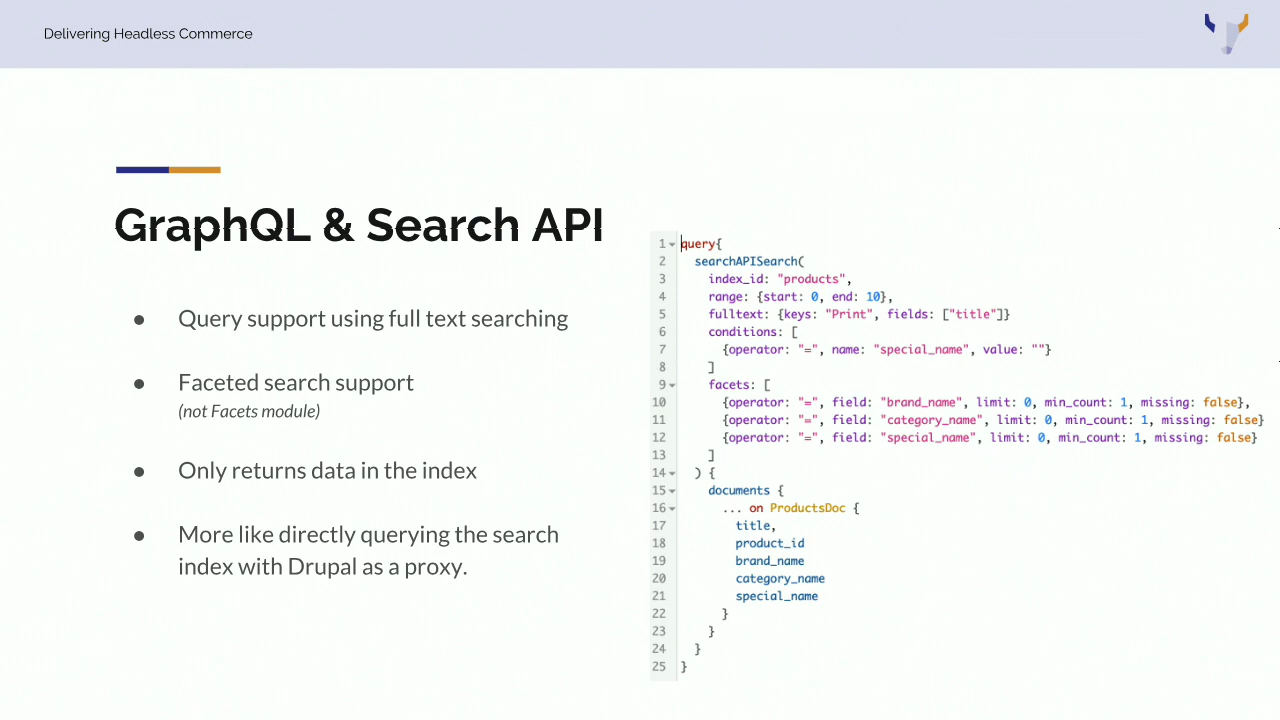 Delivering Headless Commerce
GraphQL & Search API
● Query support using full text searching
● Faceted search support
(not Facets module)
● Only returns data in the index
● More like directly querying the search
index with Drupal as a proxy.
1 query{
2 searchAPISearch(
3 index_id: "products",
4 range: {start: 0, end: 10},
5 fulltext: {keys: "Print", fields: ["title"]}
6 conditions: [
7 {operator: "=", name: "special_name", value: ""}
8 ]
9 facets: [
10 {operator: "=", field: "brand_name", limit: 0, min_count: 1, missing: false},
11 {operator: "=", field: "category_name", limit: 0, min_count: 1, missing: false}
12 {operator: "=", field: "special_name", limit: 0, min_count: 1, missing: false}
13 ]
14 ) {
15 documents {
16 ... on ProductsDoc {
17 title,
18 product_id
19 brand_name
20 category_name
21 special_name
22 }
23 }
24 }
25 }